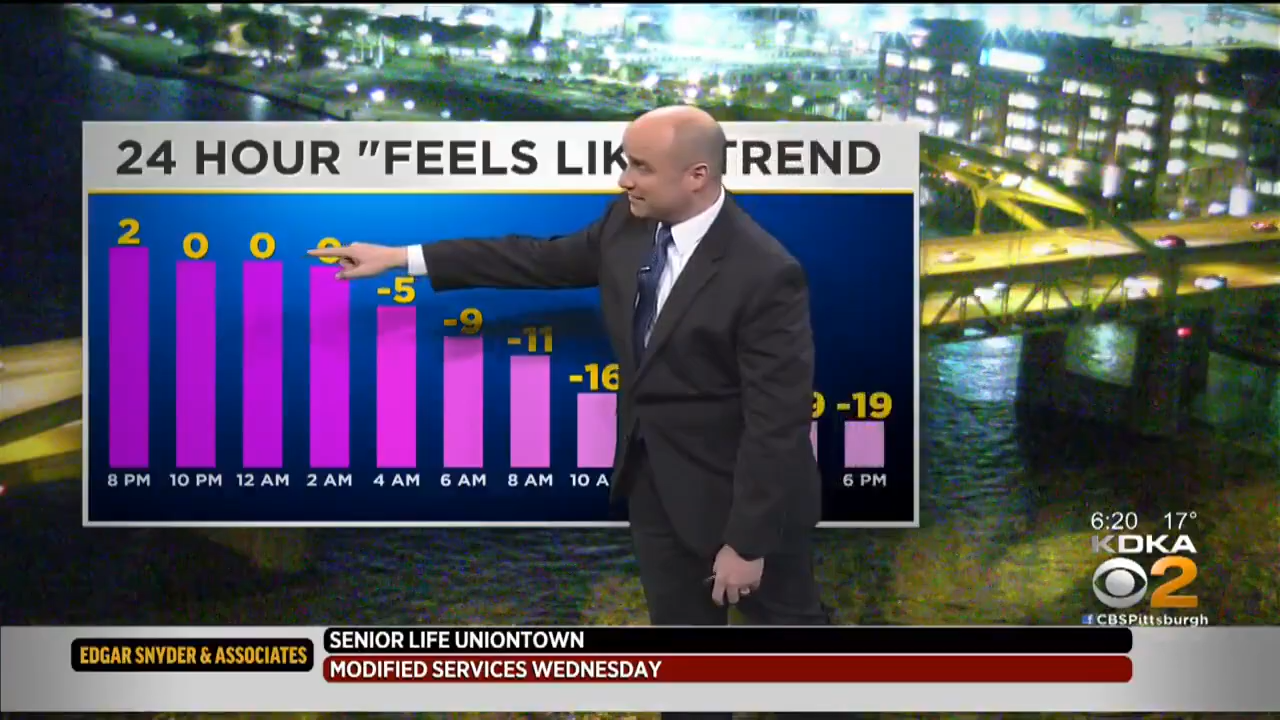 24 HOUR "FEELS LIK TREND
2 0 0 -5 -9 -11 -16 9 -19
8 PM 10 PM 12 AM 2 AM 4 AM 6 AM 8 AM 10 A 6 PM
6:20 17°
KDKA
2
CBSPittsburgh
EDGAR SNYDER & ASSOCIATES
SENIOR LIFE UNIONTOWN
MODIFIED SERVICES WEDNESDAY